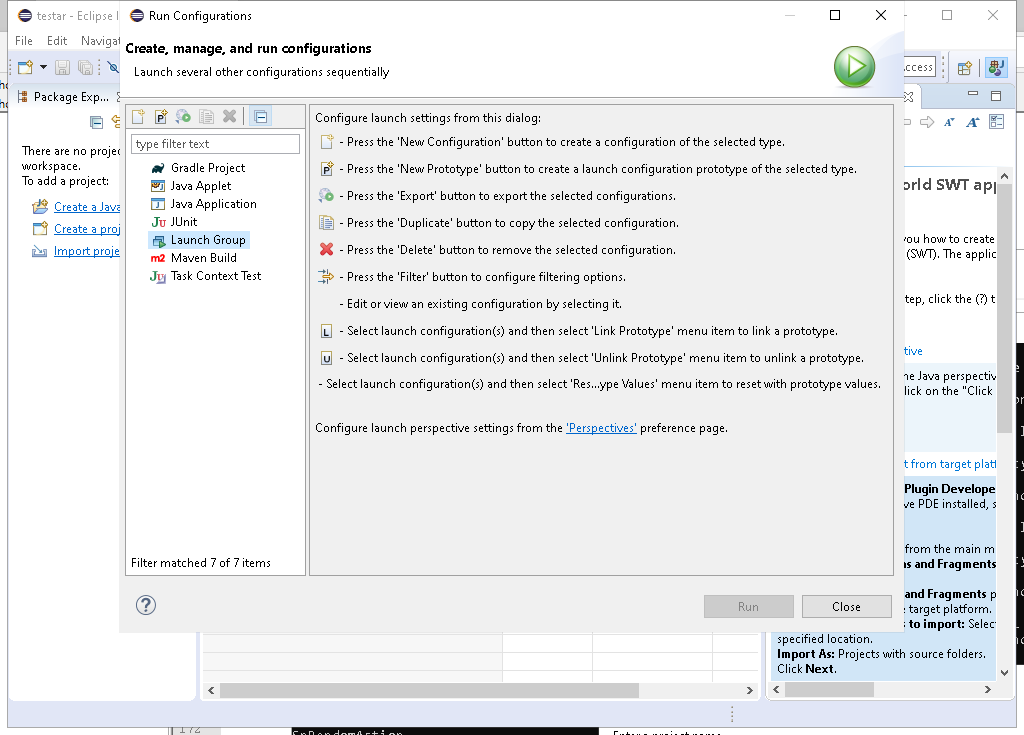 testar - Eclipse I
Run Configurations
File Edit Navigat
Create, manage, and run configurations
Launch several other configurations sequentially
Package Exp...
There are no projec
workspace.
To add a project:
Create a Java
Create a proj
Import proje
type filter text
Gradle Project
Java Applet
Java Application
JUnit
Launch Group
Maven Build
Task Context Test
Filter matched 7 of 7 items
Configure launch settings from this dialog:
- Press the 'New Configuration' button to create a configuration of the selected type.
- Press the 'New Prototype' button to create a launch configuration prototype of the selected type.
- Press the 'Export' button to export the selected configurations.
- Press the 'Duplicate' button to copy the selected configuration.
- Press the 'Delete' button to remove the selected configuration.
- Press the 'Filter' button to configure filtering options.
- Edit or view an existing configuration by selecting it.
- Select launch configuration(s) and then select 'Link Prototype' menu item to link a prototype.
- Select launch configuration(s) and then select 'Unlink Prototype' menu item to unlink a prototype.
- Select launch configuration(s) and then select 'Res...ype Values' menu item to reset with prototype values.
Configure launch perspective settings from the 'Perspectives' preference page.
Run
Close
ccess
orld SWT app
you how to create
(SWT). The applic
tep, click the (?) t
tive
he Java perspectiv
lick on the "Click
t from target platf
Plugin Develope
ve PDE installed, s
from the main m
ns and Fragments
and Fragments p
e target platform.
s to import: Selec
specified location.
Import As: Projects with source folders.
Click Next.
172
SpRandomAction
Enter a project name